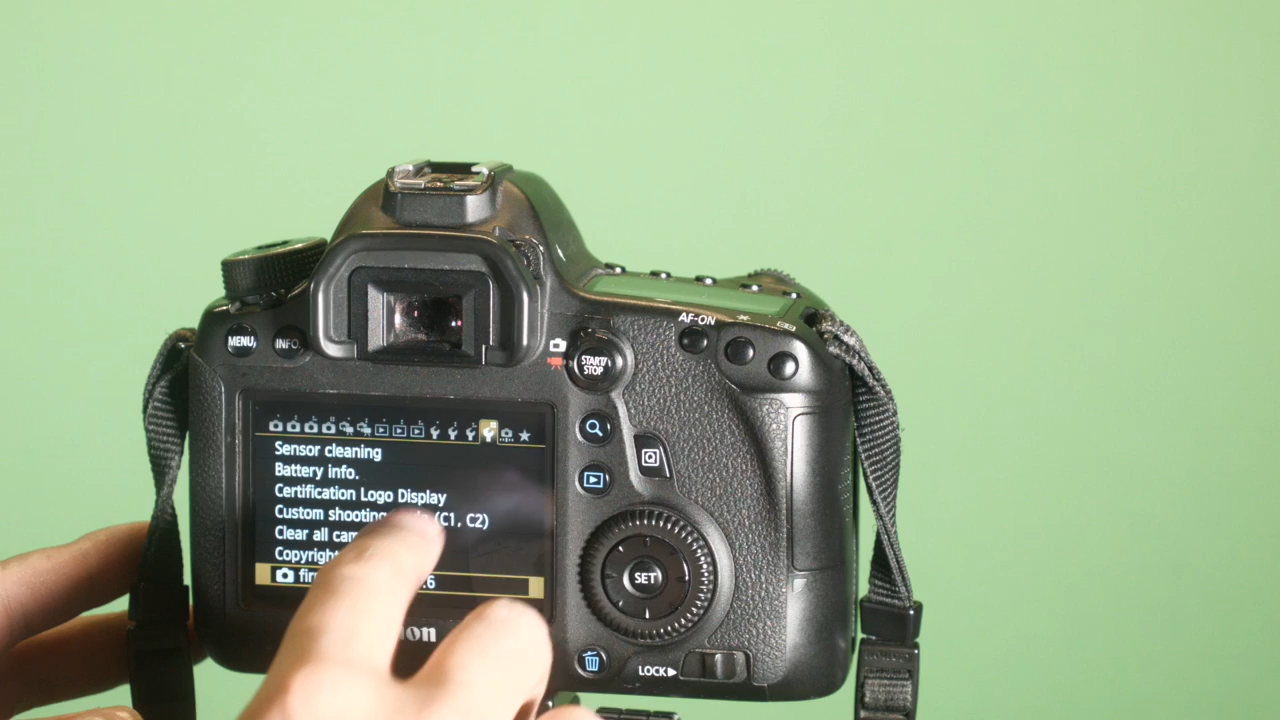 AF-ON
MENU
INFO.
START/
STOP
Q
Sensor cleaning
Battery info.
Certification Logo Display
Custom shooting (C1, C2)
Clear all
Copyright
SET
LOCK